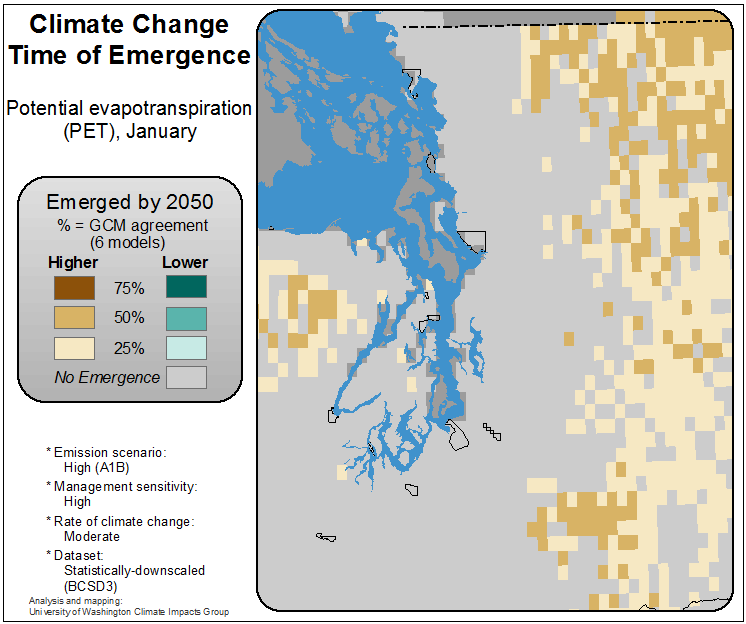 Climate Change
Time of Emergence
Potential evapotranspiration
(PET), January
Emerged by 2050
% = GCM agreement
(6 models)
Higher Lower
75%
50%
25%
No Emergence
* Emission scenario:
High (A1B)
* Management sensitivity:
High
* Rate of climate change:
Moderate
* Dataset:
Statistically-downscaled
(BCSD3)
Analysis and mapping:
University of Washington Climate Impacts Group